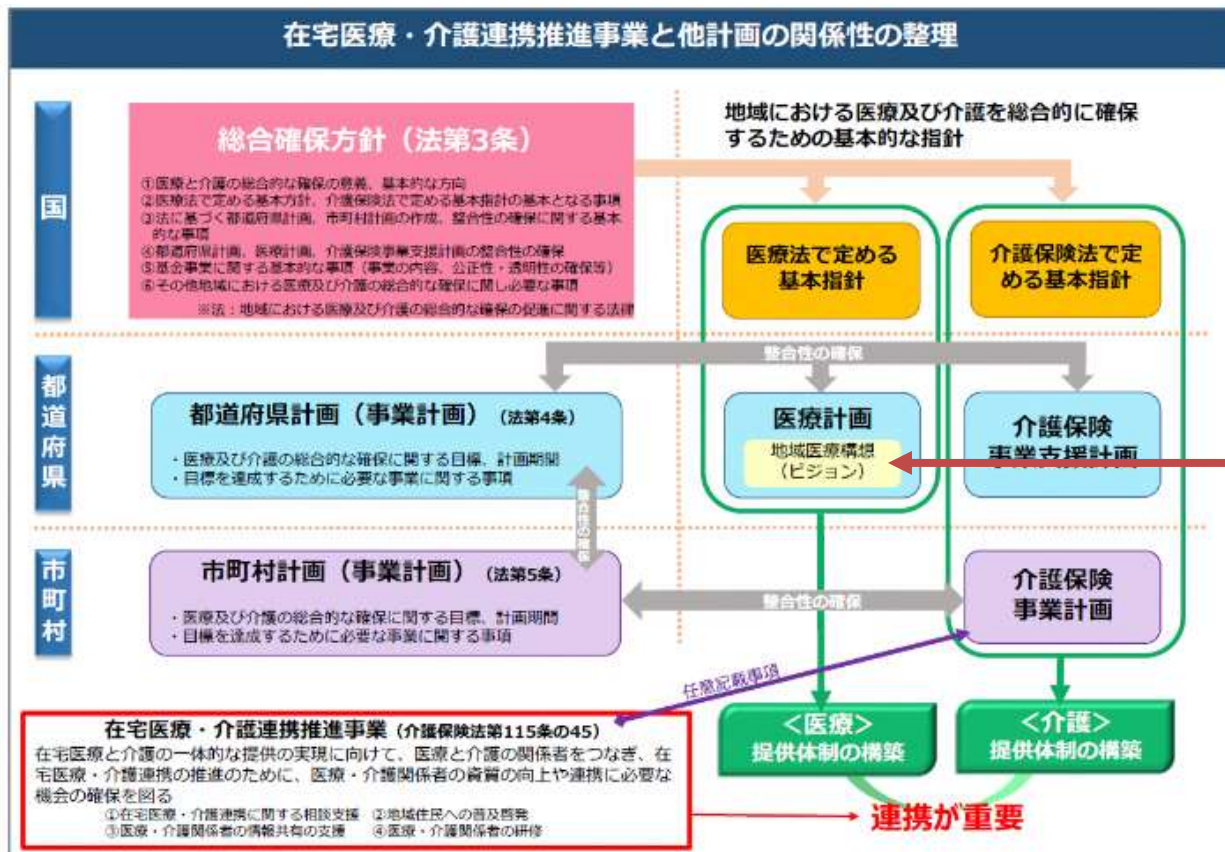 在宅医療・介護連携推進事業と他計画の関係性の整理
国
総合確保方針（法第3条）
①医療と介護の総合的な確保の意義、基本的な方向
②医療法で定める基本方針、介護保険法で定める基本指針の基本となる事項
③法に基づく都道府県計画、市町村計画の作成、整合性の確保に関する基本
的な事項
④都道府県計画、医療計画、介護保険事業支援計画の整合性の確保
⑤基金事業に関する基本的な事項（事業の内容、公正性・透明性の確保等）
⑥その他地域における医療及び介護の総合的な確保に関し必要な事項
※法：地域における医療及び介護の総合的な確保の促進に関する法律
地域における医療及び介護を総合的に確保
するための基本的な指針
医療法で定める
基本指針
介護保険法で定
める基本指針
整合性の確保
都道府県
都道府県計画（事業計画）（法第4条）
・医療及び介護の総合的な確保に関する目標、計画期間
・目標を達成するために必要な事業に関する事項
医療計画
地域医療構想
（ビジョン）
介護保険
事業支援計画
整合性の確保
市町村
市町村計画（事業計画）（法第5条）
・医療及び介護の総合的な確保に関する目標、計画期間
・目標を達成するために必要な事業に関する事項
整合性の確保
介護保険
事業計画
任意記載事項
在宅医療・介護連携推進事業（介護保険法第115条の45）
在宅医療と介護の一体的な提供の実現に向けて、医療と介護の関係者をつなぎ、在
宅医療・介護連携の推進のために、医療・介護関係者の資質の向上や連携に必要な
機会の確保を図る
①在宅医療・介護連携に関する相談支援 ②地域住民への普及啓発
③医療・介護関係者の情報共有の支援 ④医療・介護関係者の研修
＜医療＞
提供体制の構築
＜介護＞
提供体制の構築
連携が重要